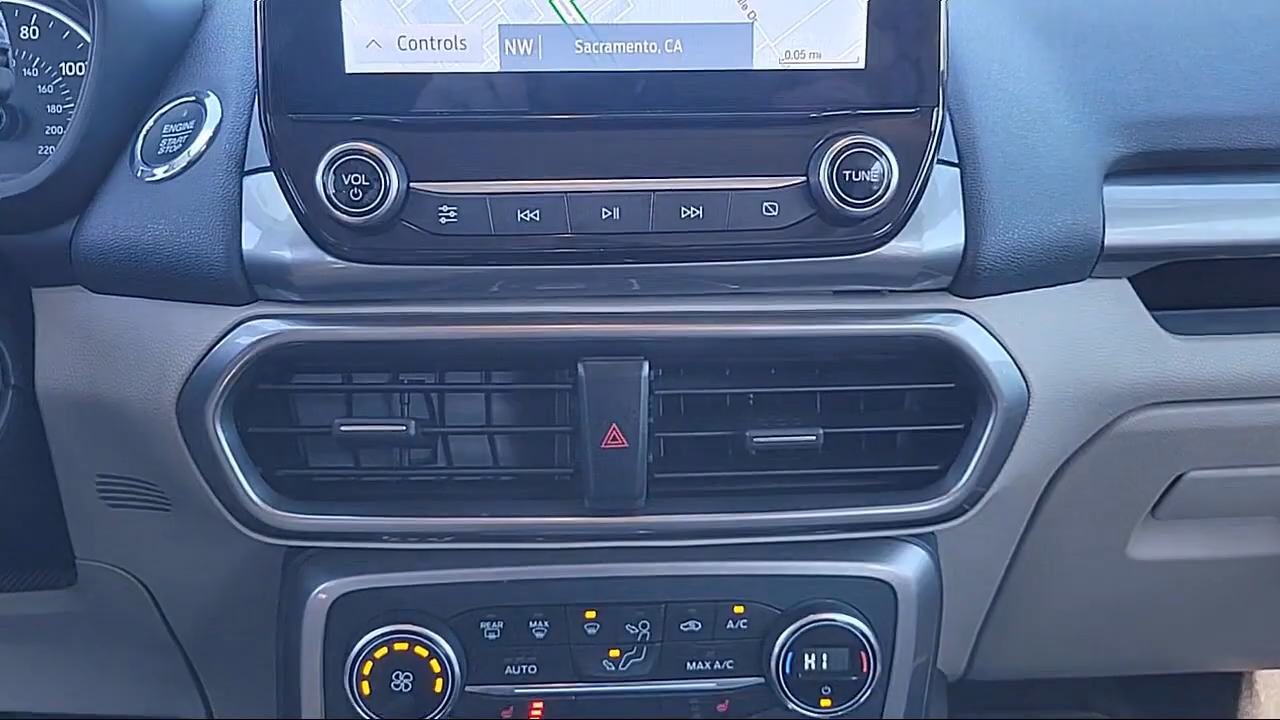 80
100
140
160
180
200
220
ENGINE
START
STOP
Controls
NW
Sacramento, CA
0.05 mi
VOL
TUNE
REAR
MAX
A/C
AUTO
MAX A/C
HI